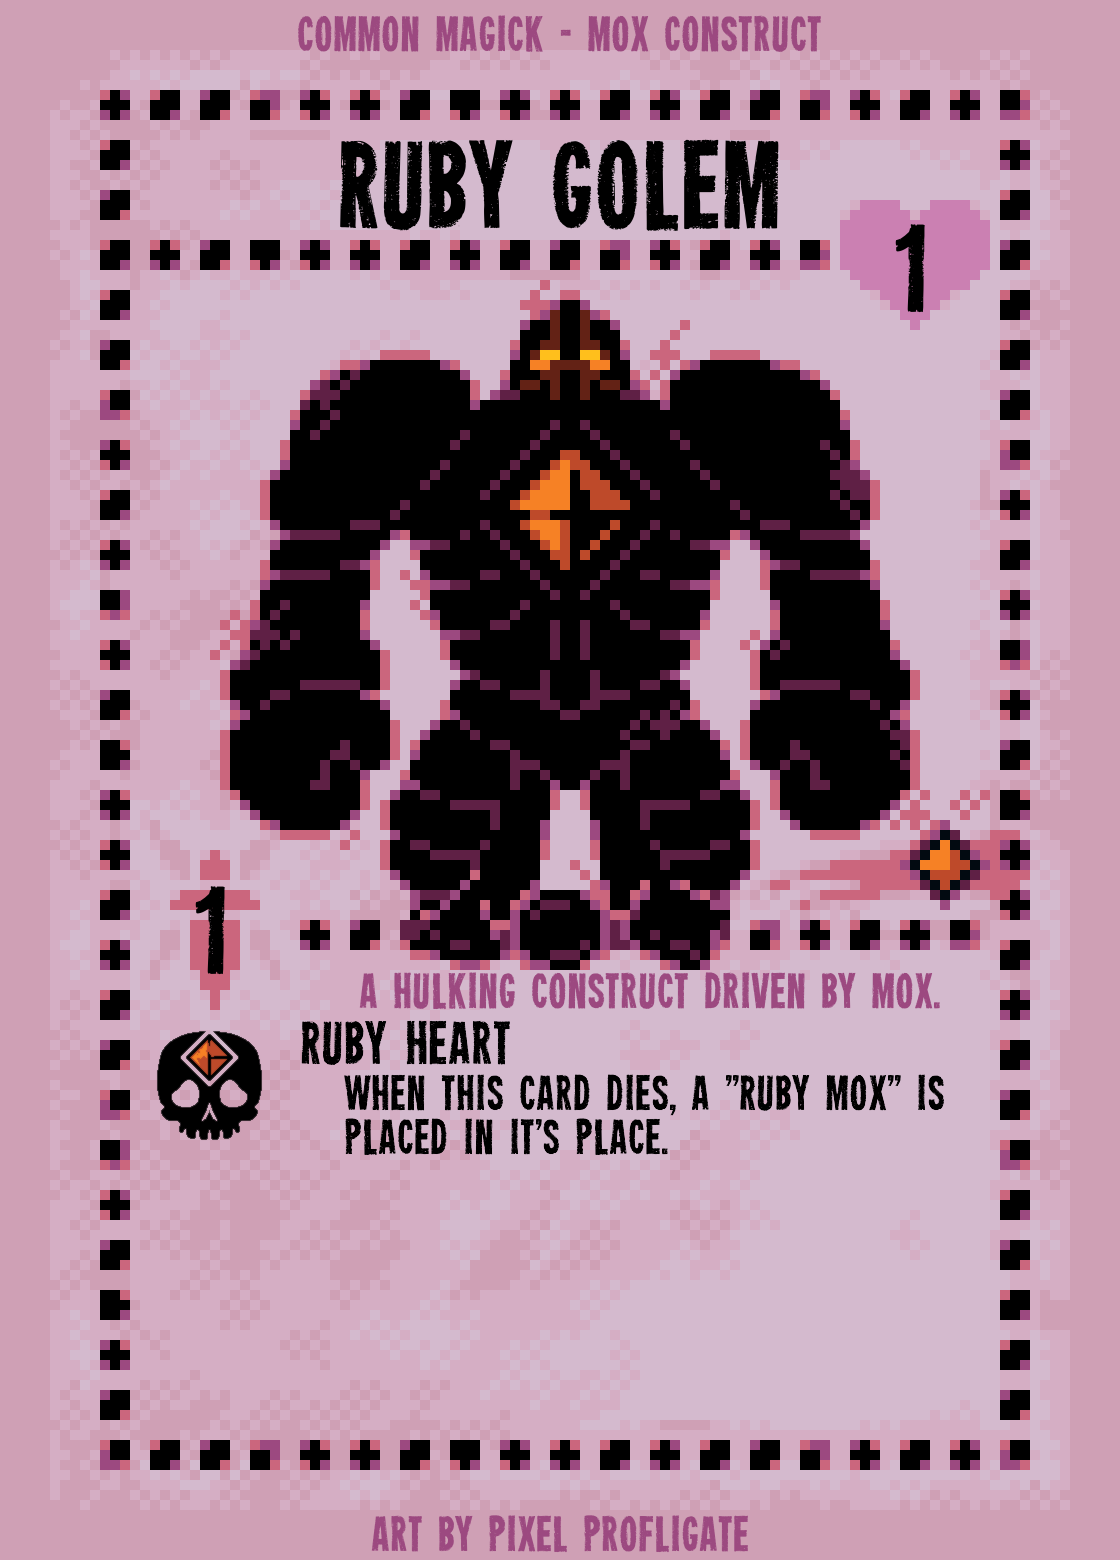 COMMON MAGICK - MOX CONSTRUCT
RUBY GOLEM
1
1
A HULKING CONSTRUCT DRIVEN BY MOX.
RUBY HEART
WHEN THIS CARD DIES, A "RUBY MOX" IS
PLACED IN IT'S PLACE.
ART BY PIXEL PROFLIGATE